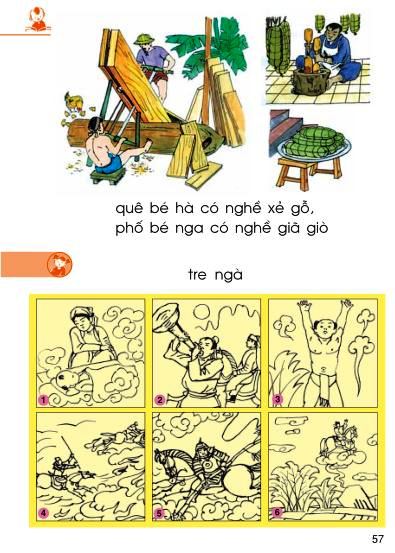 quê bé hà có nghề xẻ gỗ,
phố bé nga có nghề giã giò
tre ngà
1
2
3
4
5
6
57